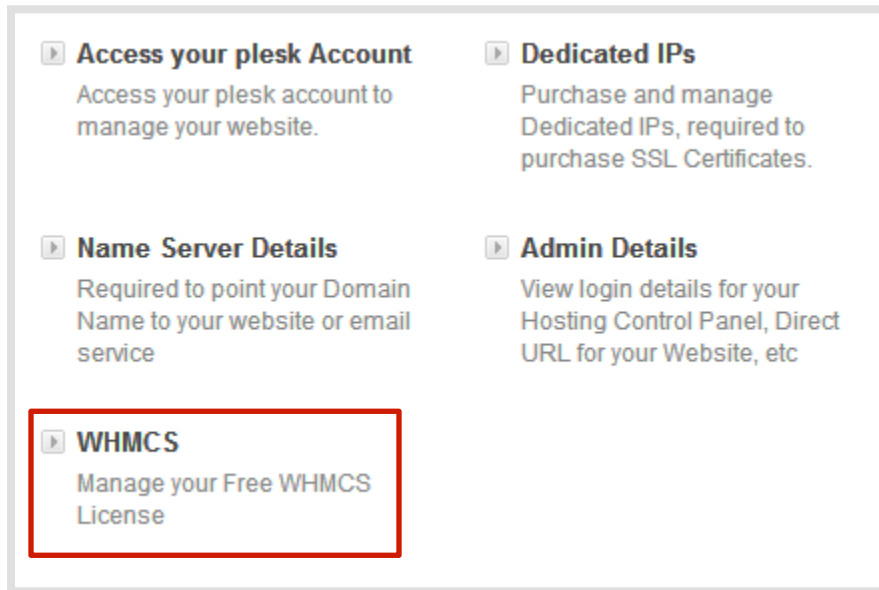 Access your plesk Account
Access your plesk account to
manage your website.
Dedicated IPs
Purchase and manage
Dedicated IPs, required to
purchase SSL Certificates.
Name Server Details
Required to point your Domain
Name to your website or email
service
Admin Details
View login details for your
Hosting Control Panel, Direct
URL for your Website, etc
WHMCS
Manage your Free WHMCS
License